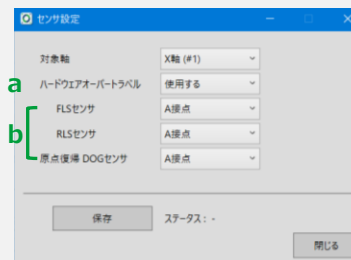 センサ設定
対象軸 X軸 (#1)
a ハードウェアオーバートラベル 使用する
FLSセンサ A接点
b RLSセンサ A接点
原点復帰 DOGセンサ A接点
保存 ステータス： -
閉じる